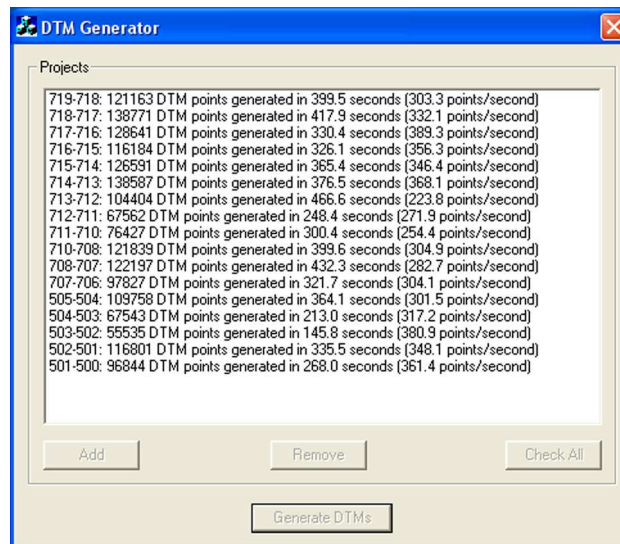 DTM Generator
Projects
719-718: 121163 DTM points generated in 399.5 seconds (303.3 points/second)
718-717: 138771 DTM points generated in 417.9 seconds (332.1 points/second)
717-716: 128641 DTM points generated in 330.4 seconds (389.3 points/second)
716-715: 116184 DTM points generated in 326.1 seconds (356.3 points/second)
715-714: 126591 DTM points generated in 365.4 seconds (346.4 points/second)
714-713: 138587 DTM points generated in 376.5 seconds (368.1 points/second)
713-712: 104404 DTM points generated in 466.6 seconds (223.8 points/second)
712-711: 67562 DTM points generated in 248.4 seconds (271.9 points/second)
711-710: 76427 DTM points generated in 300.4 seconds (254.4 points/second)
710-708: 121839 DTM points generated in 399.6 seconds (304.9 points/second)
708-707: 122197 DTM points generated in 432.3 seconds (282.7 points/second)
707-706: 97827 DTM points generated in 321.7 seconds (304.1 points/second)
505-504: 109758 DTM points generated in 364.1 seconds (301.5 points/second)
504-503: 67543 DTM points generated in 213.0 seconds (317.2 points/second)
503-502: 55535 DTM points generated in 145.8 seconds (380.9 points/second)
502-501: 116801 DTM points generated in 335.5 seconds (348.1 points/second)
501-500: 96844 DTM points generated in 268.0 seconds (361.4 points/second)
Add Remove Check All
Generate DTMs